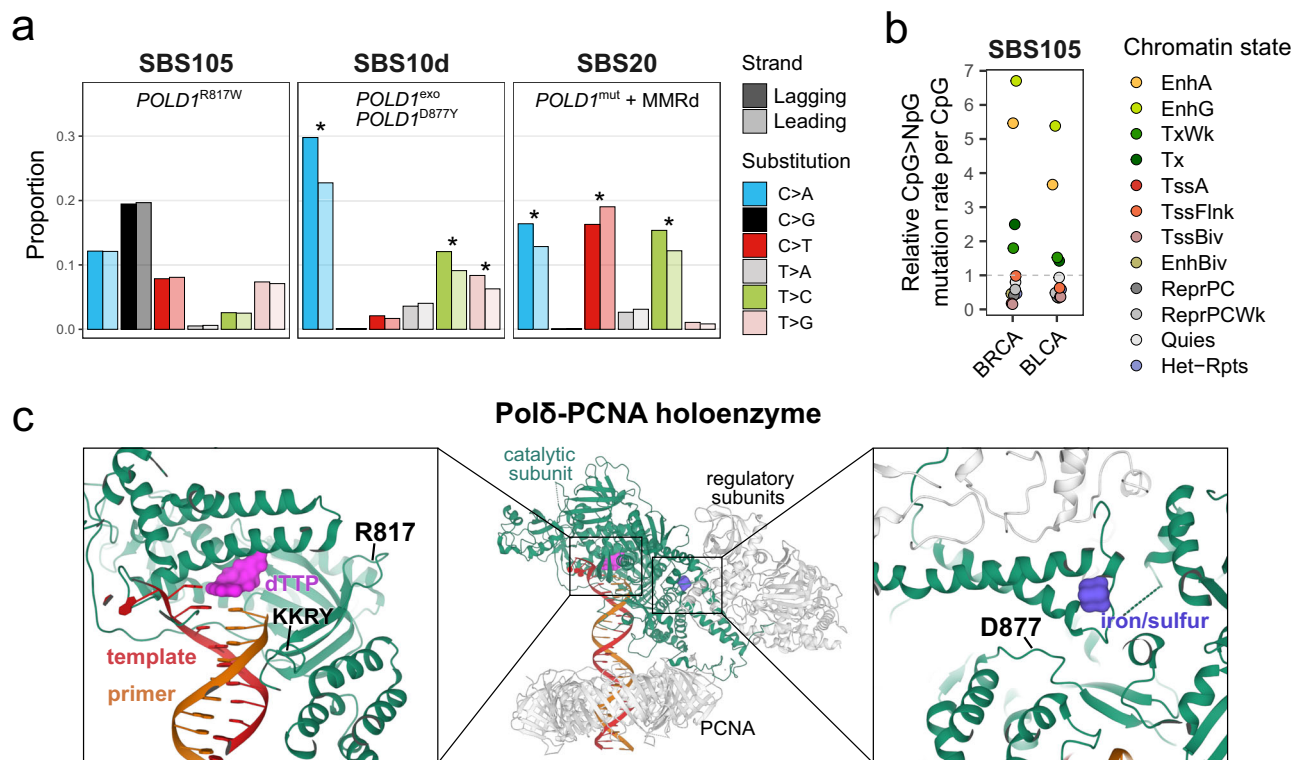 a
SBS105
SBS10d
SBS20
POLD1R817W
POLD1exo
POLD1D877Y
POLD1mut + MMRd
*
*
*
*
*
*
Proportion
0.3
0.2
0.1
0.0
Strand
Lagging
Leading
Substitution
C>A
C>G
C>T
T>A
T>C
T>G
b
SBS105
Relative CpG>NpG
mutation rate per CpG
7
6
5
4
3
2
1
0
BRCA
BLCA
Chromatin state
EnhA
EnhG
TxWk
Tx
TssA
TssFlnk
TssBiv
EnhBiv
ReprPC
ReprPCWk
Quies
Het−Rpts
c
Polδ-PCNA holoenzyme
R817
dTTP
KKRY
template
primer
catalytic
subunit
regulatory
subunits
PCNA
iron/sulfur
D877